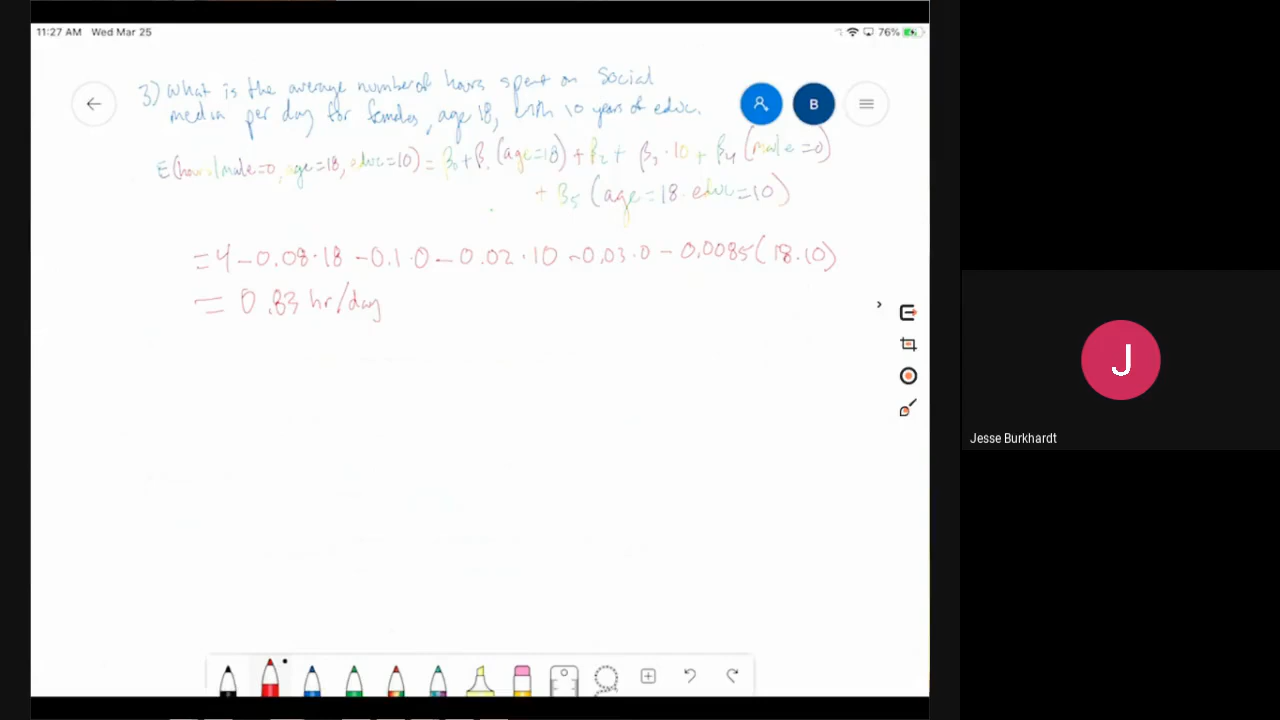 11:27 AM Wed Mar 25
76%
3) What is the average number of hours spent on social
media per day for females, age 18, with 10 years of educ.
B
E(hours|male=0, age=18, educ=10) = β0 + β1 (age=18) + β2 + β3 · 10 + β4 (male=0)
+ β5 (age=18 · educ=10)
= 4 - 0.08·18 - 0.1·0 - 0.02·10 - 0.03·0 - 0.0085(18·10)
= 0.83 hr/day
J
Jesse Burkhardt